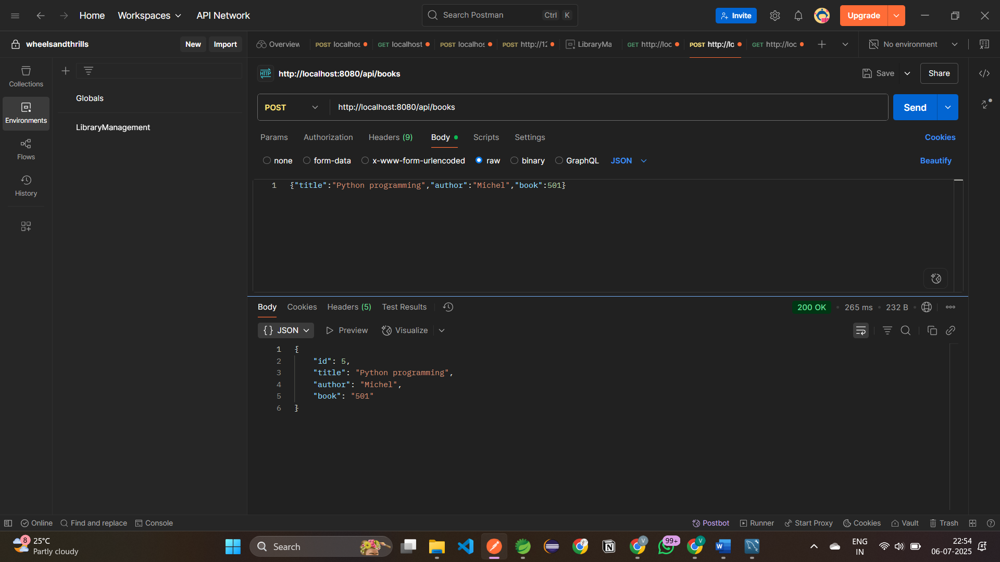 Home Workspaces API Network Search Postman Ctrl K Invite Upgrade
wheelsandthrills New Import Overview POST localhos GET localhost POST localhos POST http://12 LibraryMa GET http://loc POST http://lo GET http://loc No environment
Collections
Environments
Flows
History
Globals
LibraryManagement
HTTP http://localhost:8080/api/books Save Share
POST http://localhost:8080/api/books Send
Params Authorization Headers (9) Body Scripts Settings Cookies
none form-data x-www-form-urlencoded raw binary GraphQL JSON Beautify
1 {"title":"Python programming","author":"Michel","book":501}
Body Cookies Headers (5) Test Results 200 OK 265 ms 232 B
{} JSON Preview Visualize
1 {
2 "id": 5,
3 "title": "Python programming",
4 "author": "Michel",
5 "book": "501"
6 }
Online Find and replace Console Postbot Runner Start Proxy Cookies Vault Trash
8 25°C
Partly cloudy
Search
V
99+
V
ENG
IN
22:54
06-07-2025